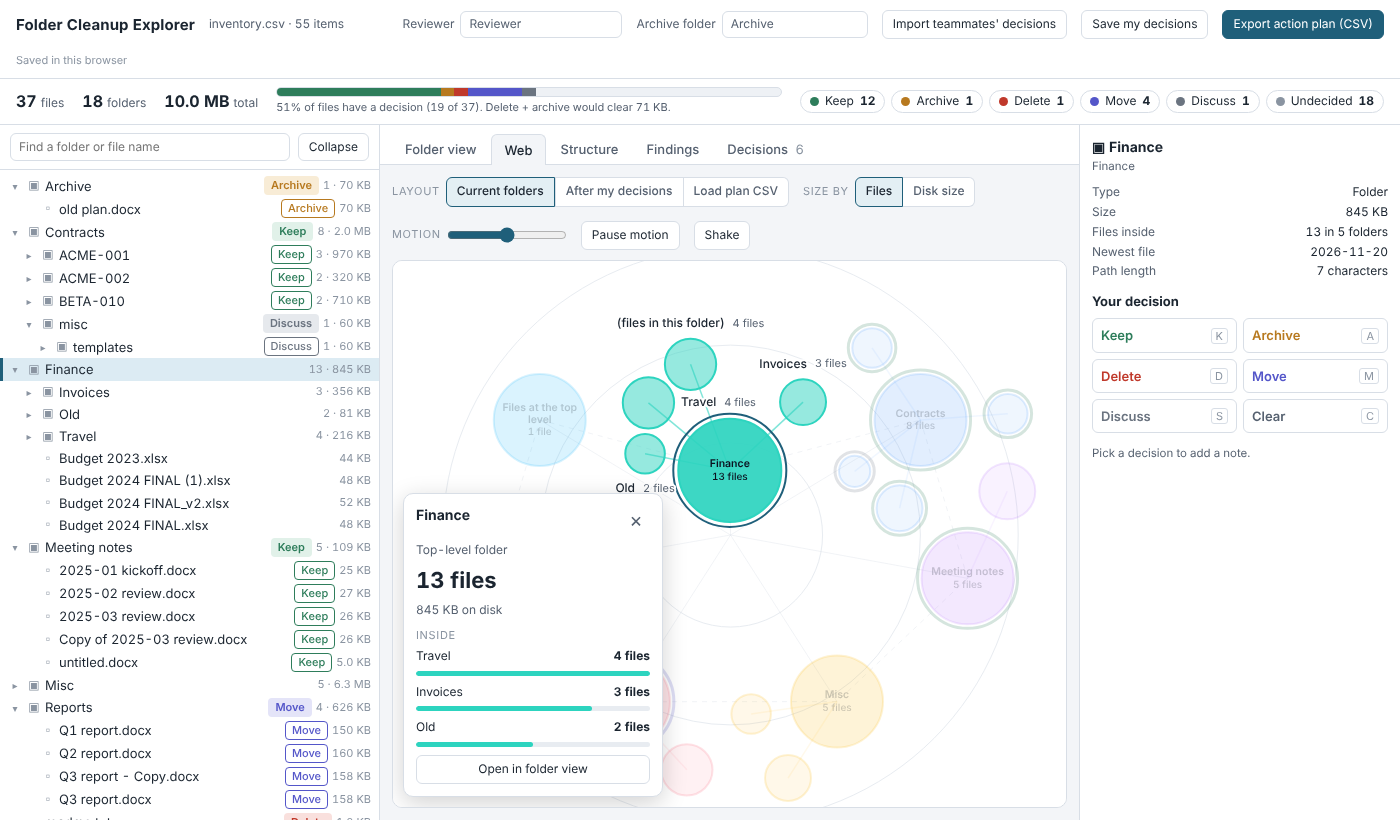 Folder Cleanup Explorer
inventory.csv · 55 items
Reviewer
Reviewer
Archive folder
Archive
Import teammates' decisions
Save my decisions
Export action plan (CSV)
Saved in this browser
37 files
18 folders
10.0 MB total
51% of files have a decision (19 of 37). Delete + archive would clear 71 KB.
Keep 12
Archive 1
Delete 1
Move 4
Discuss 1
Undecided 18
Find a folder or file name
Collapse
Archive Archive 1 · 70 KB
old plan.docx Archive 70 KB
Contracts Keep 8 · 2.0 MB
ACME-001 Keep 3 · 970 KB
ACME-002 Keep 2 · 320 KB
BETA-010 Keep 2 · 710 KB
misc Discuss 1 · 60 KB
templates Discuss 1 · 60 KB
Finance 13 · 845 KB
Invoices 3 · 356 KB
Old 2 · 81 KB
Travel 4 · 216 KB
Budget 2023.xlsx 44 KB
Budget 2024 FINAL (1).xlsx 48 KB
Budget 2024 FINAL_v2.xlsx 52 KB
Budget 2024 FINAL.xlsx 48 KB
Meeting notes Keep 5 · 109 KB
2025-01 kickoff.docx Keep 25 KB
2025-02 review.docx Keep 27 KB
2025-03 review.docx Keep 26 KB
Copy of 2025-03 review.docx Keep 26 KB
untitled.docx Keep 5.0 KB
Misc 5 · 6.3 MB
Reports Move 4 · 626 KB
Q1 report.docx Move 150 KB
Q2 report.docx Move 160 KB
Q3 report - Copy.docx Move 158 KB
Q3 report.docx Move 158 KB
Folder view
Web
Structure
Findings
Decisions 6
LAYOUT
Current folders
After my decisions
Load plan CSV
SIZE BY
Files
Disk size
MOTION
Pause motion
Shake
(files in this folder) 4 files
Invoices 3 files
Travel 4 files
Files at the top
level
1 file
Contracts
8 files
Finance
13 files
Old 2 files
Meeting notes
5 files
Misc
5 files
Finance
✕
Top-level folder
13 files
845 KB on disk
INSIDE
Travel 4 files
Invoices 3 files
Old 2 files
Open in folder view
Finance
Finance
Type Folder
Size 845 KB
Files inside 13 in 5 folders
Newest file 2026-11-20
Path length 7 characters
Your decision
Keep K
Archive A
Delete D
Move M
Discuss S
Clear C
Pick a decision to add a note.